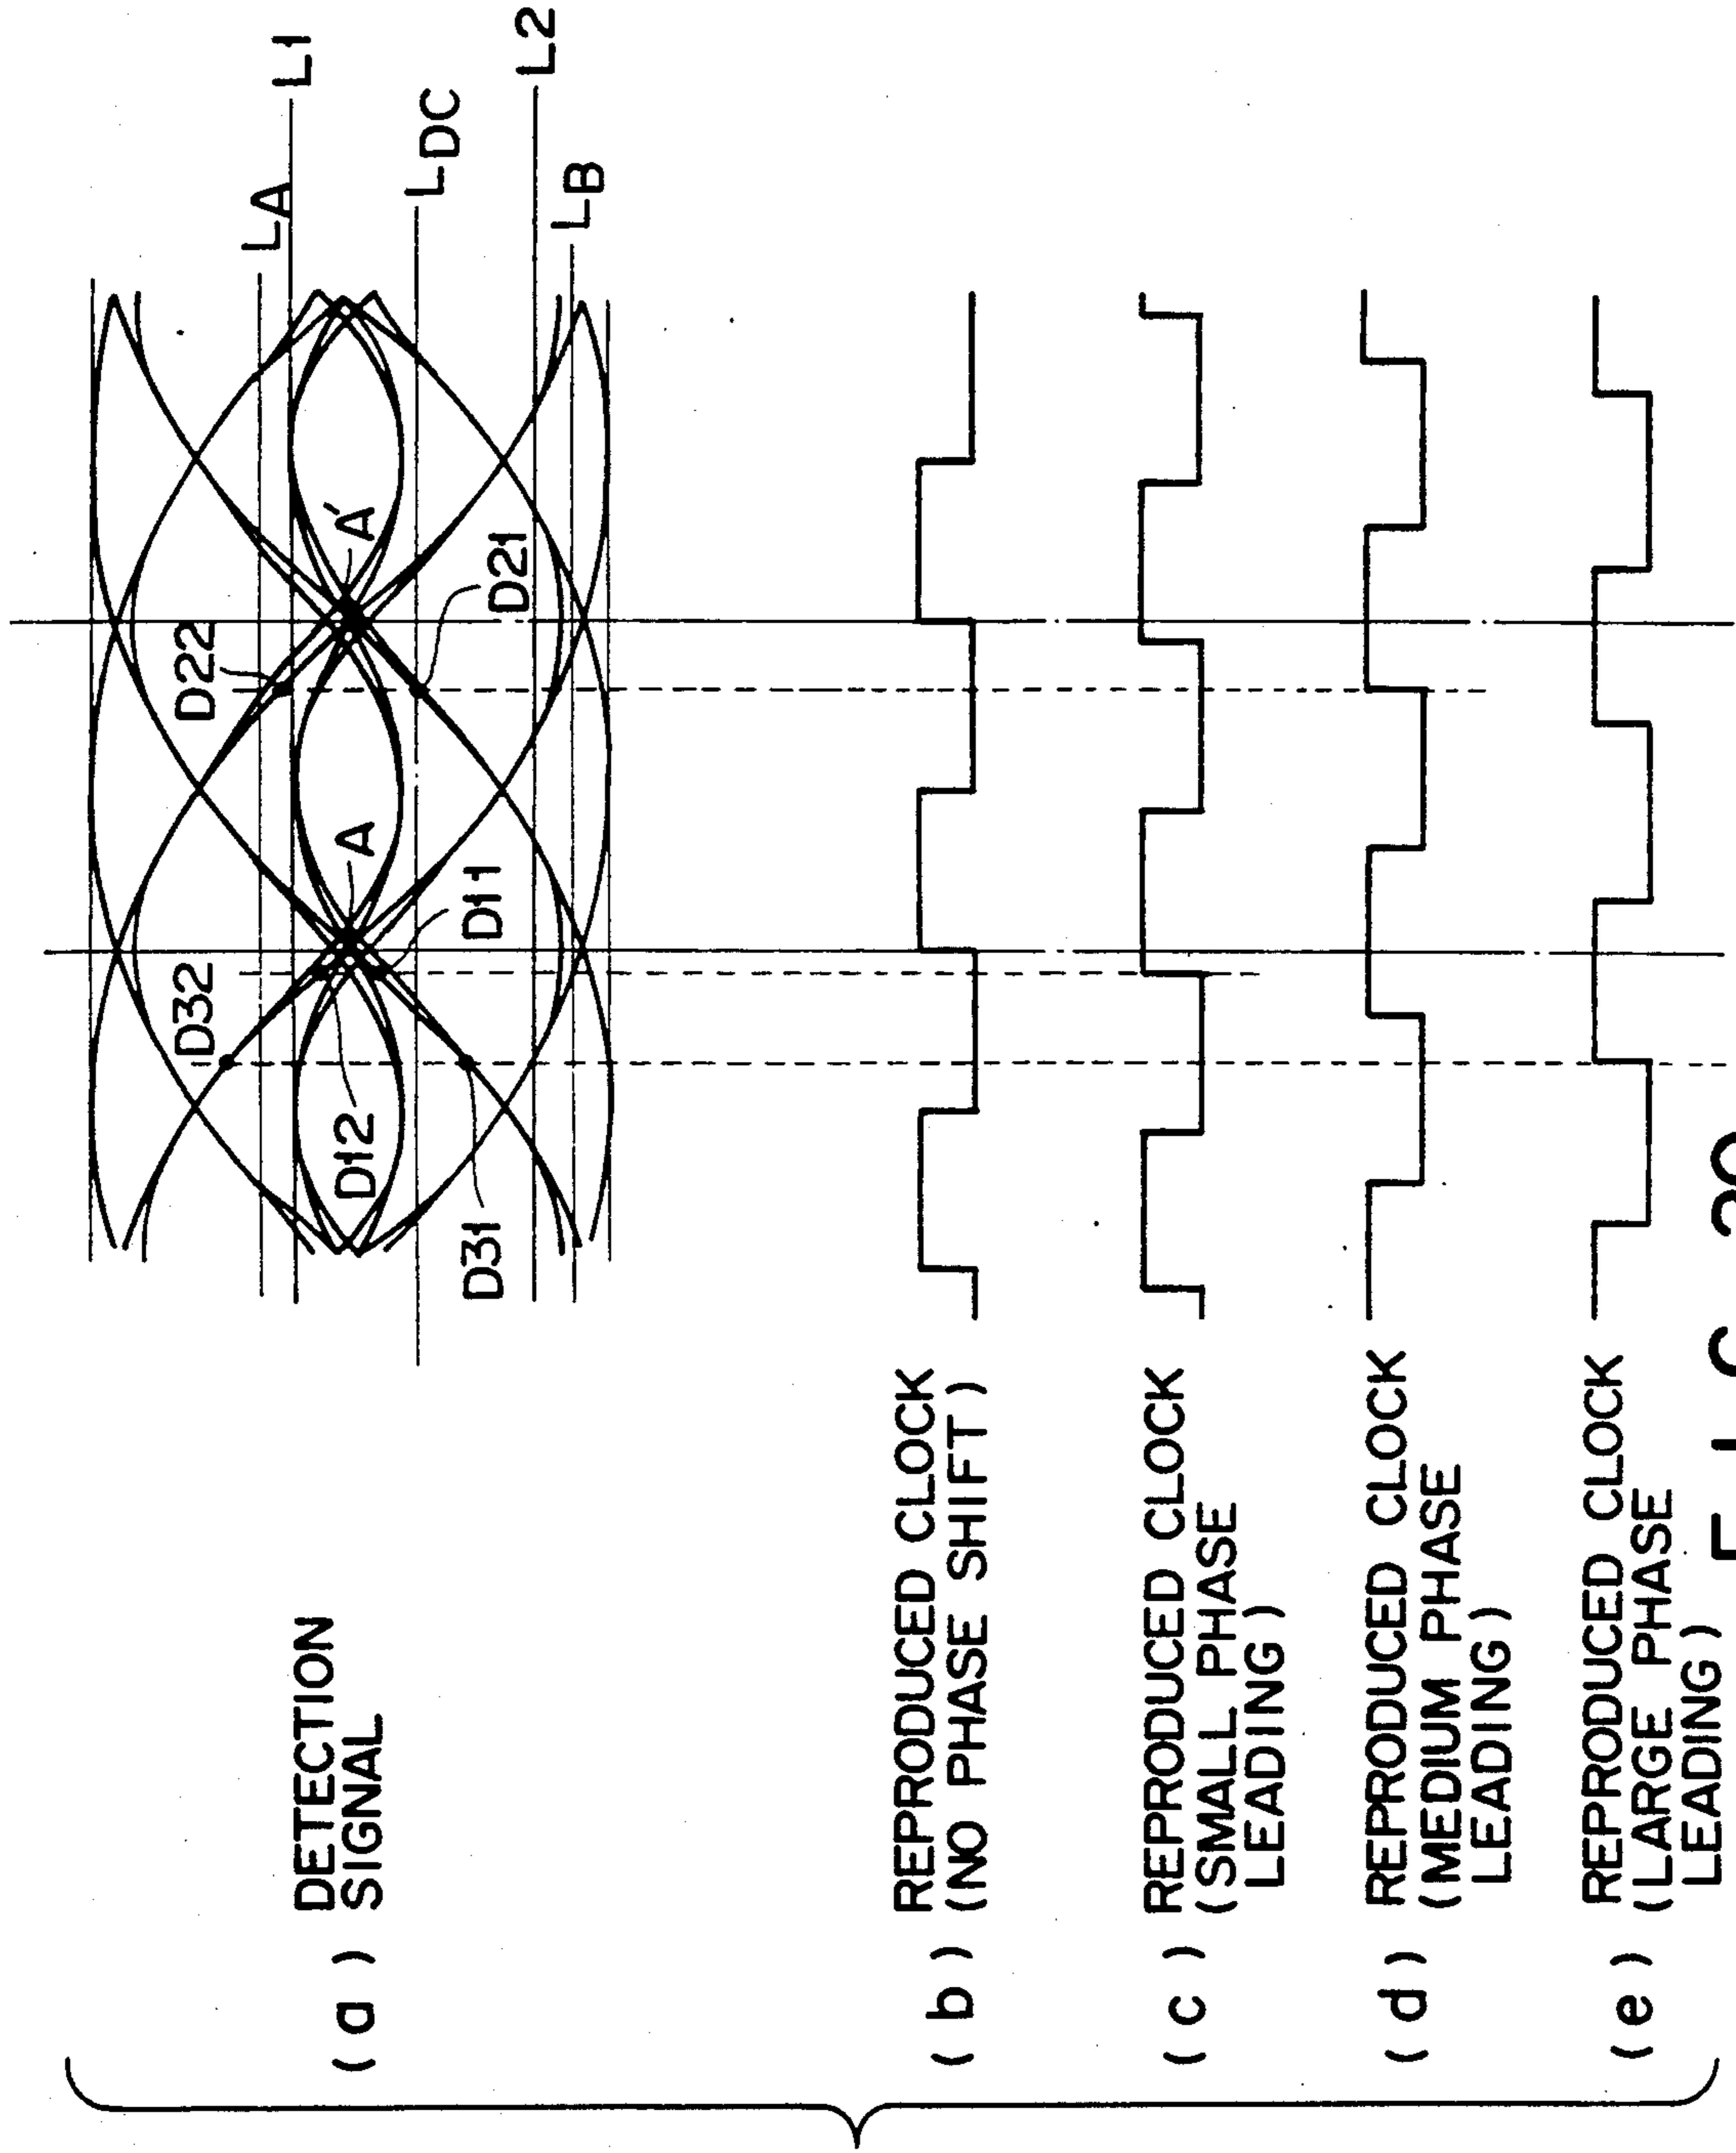 ( a ) DETECTION
SIGNAL
LA
L1
LDC
L2
LB
D32
D22
D12
A
A'
D11
D21
D31
( b ) REPRODUCED CLOCK
(NO PHASE SHIFT)
( c ) REPRODUCED CLOCK
(SMALL PHASE
LEADING)
( d ) REPRODUCED CLOCK
(MEDIUM PHASE
LEADING)
( e ) REPRODUCED CLOCK
(LARGE PHASE
LEADING)